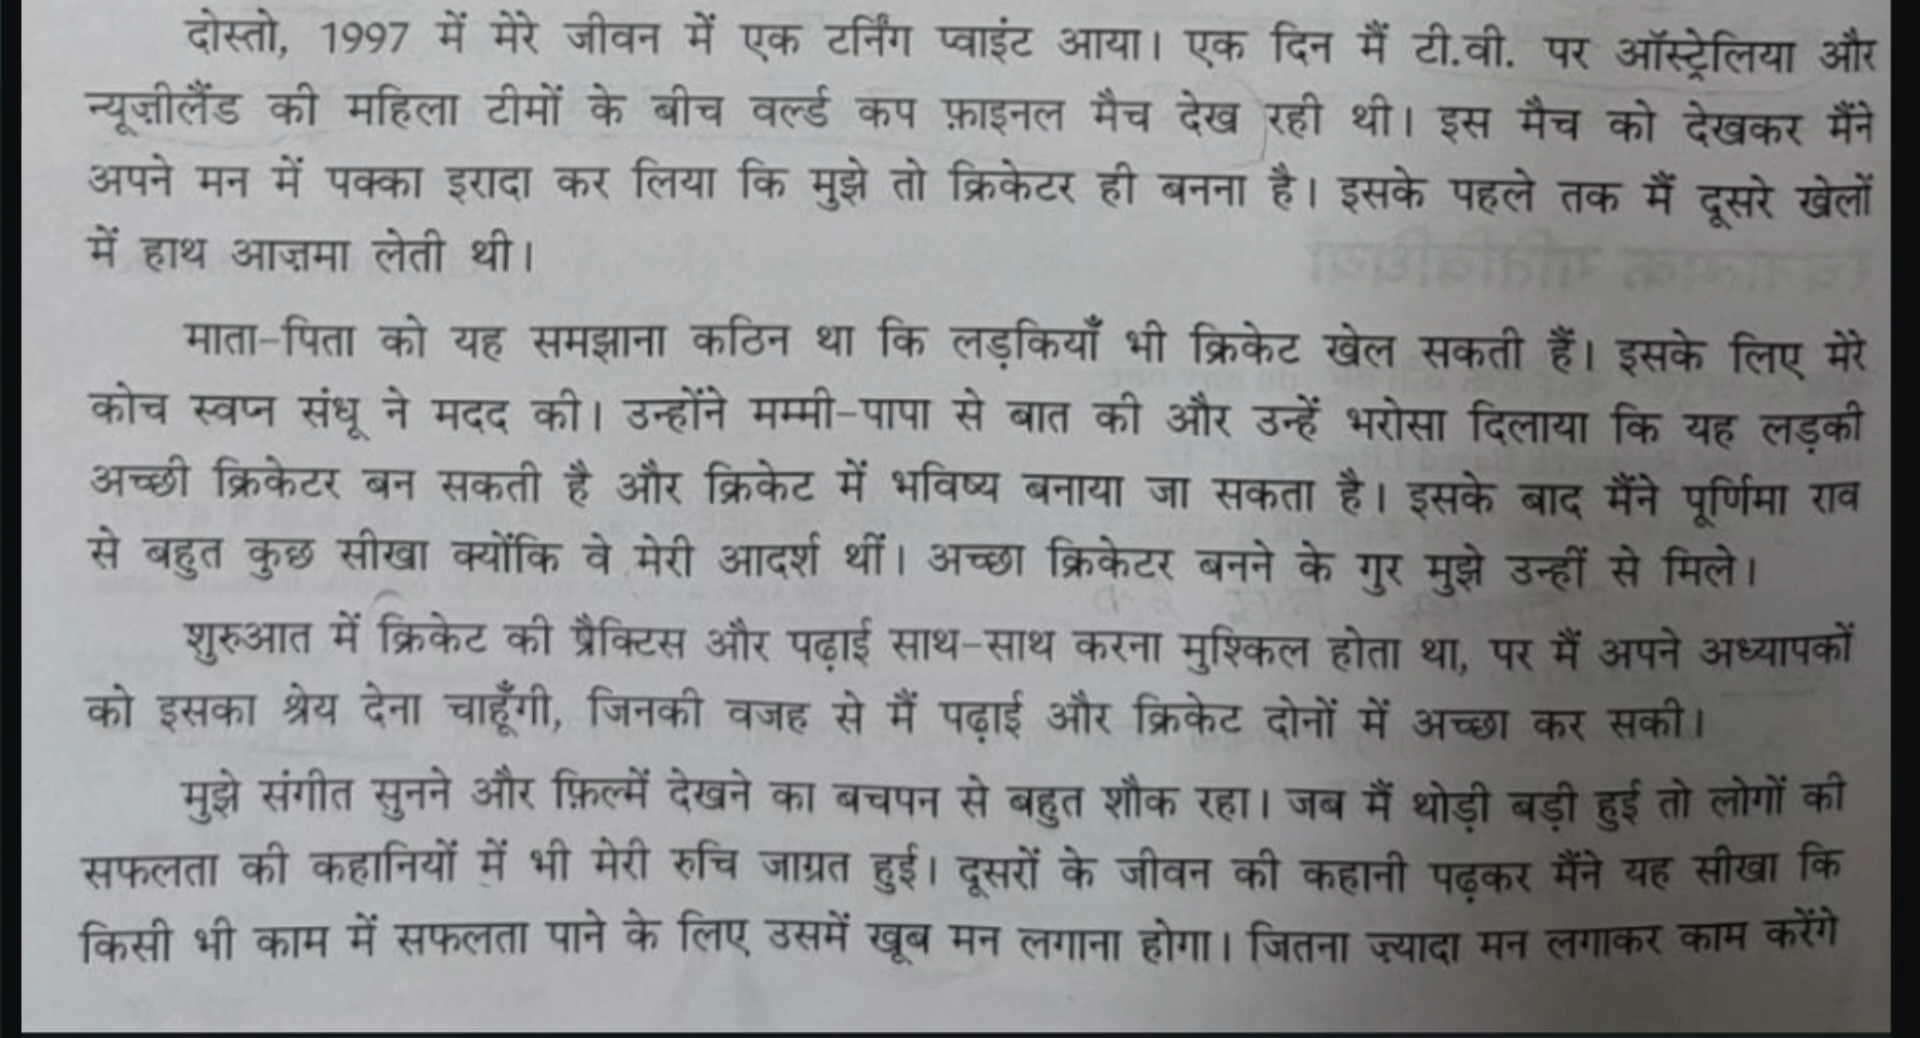 दोस्तो, 1997 में मेरे जीवन में एक टर्निंग प्वाइंट आया। एक दिन मैं टी.वी. पर ऑस्ट्रेलिया और
न्यूज़ीलैंड की महिला टीमों के बीच वर्ल्ड कप फ़ाइनल मैच देख रही थी। इस मैच को देखकर मैंने
अपने मन में पक्का इरादा कर लिया कि मुझे तो क्रिकेटर ही बनना है। इसके पहले तक मैं दूसरे खेलों
में हाथ आज़मा लेती थी।
माता-पिता को यह समझाना कठिन था कि लड़कियाँ भी क्रिकेट खेल सकती हैं। इसके लिए मेरे
कोच स्वप्न संधू ने मदद की। उन्होंने मम्मी-पापा से बात की और उन्हें भरोसा दिलाया कि यह लड़की
अच्छी क्रिकेटर बन सकती है और क्रिकेट में भविष्य बनाया जा सकता है। इसके बाद मैंने पूर्णिमा राव
से बहुत कुछ सीखा क्योंकि वे मेरी आदर्श थीं। अच्छा क्रिकेटर बनने के गुर मुझे उन्हीं से मिले।
शुरुआत में क्रिकेट की प्रैक्टिस और पढ़ाई साथ-साथ करना मुश्किल होता था, पर मैं अपने अध्यापकों
को इसका श्रेय देना चाहूँगी, जिनकी वजह से मैं पढ़ाई और क्रिकेट दोनों में अच्छा कर सकी।
मुझे संगीत सुनने और फ़िल्में देखने का बचपन से बहुत शौक रहा। जब मैं थोड़ी बड़ी हुई तो लोगों की
सफलता की कहानियों में भी मेरी रुचि जाग्रत हुई। दूसरों के जीवन की कहानी पढ़कर मैंने यह सीखा कि
किसी भी काम में सफलता पाने के लिए उसमें खूब मन लगाना होगा। जितना ज़्यादा मन लगाकर काम करेंगे